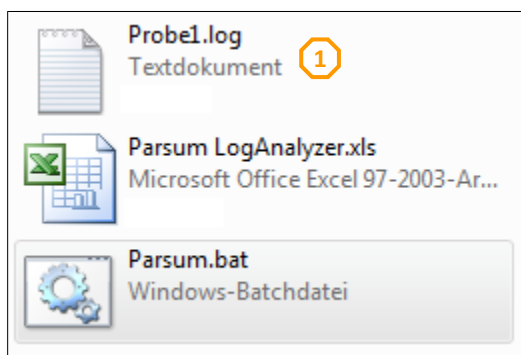 Probe1.log
Textdokument
1
Parsum LogAnalyzer.xls
Microsoft Office Excel 97-2003-Ar...
Parsum.bat
Windows-Batchdatei